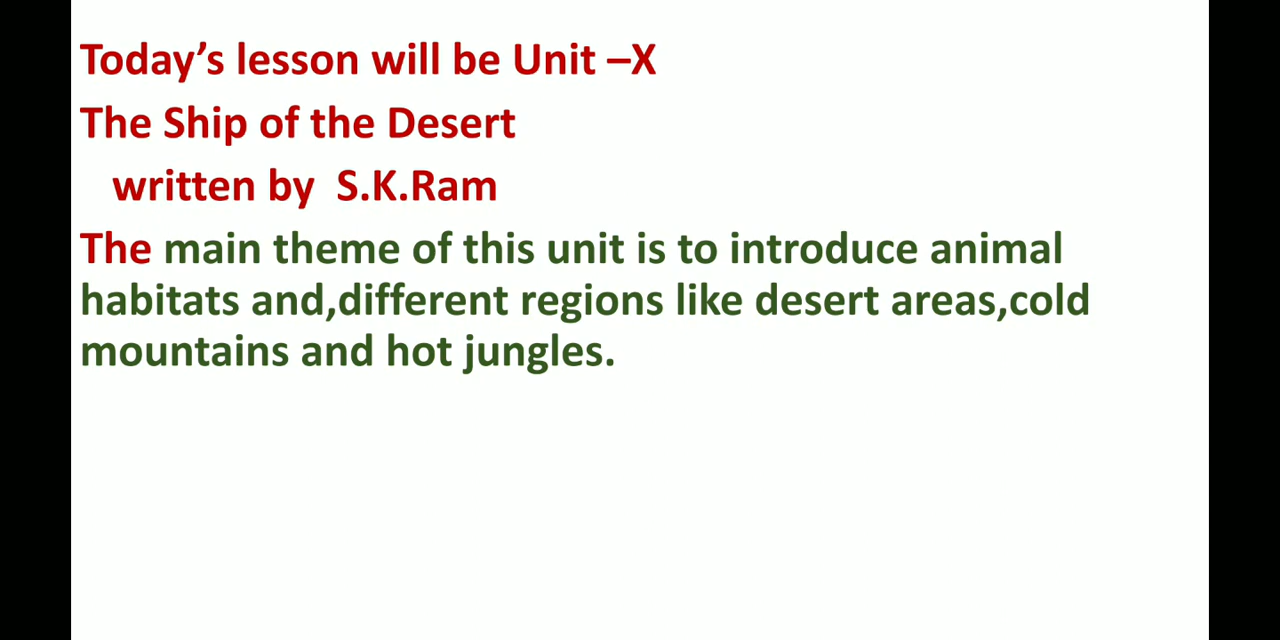 Today’s lesson will be Unit –X
The Ship of the Desert
written by S.K.Ram
The main theme of this unit is to introduce animal
habitats and,different regions like desert areas,cold
mountains and hot jungles.